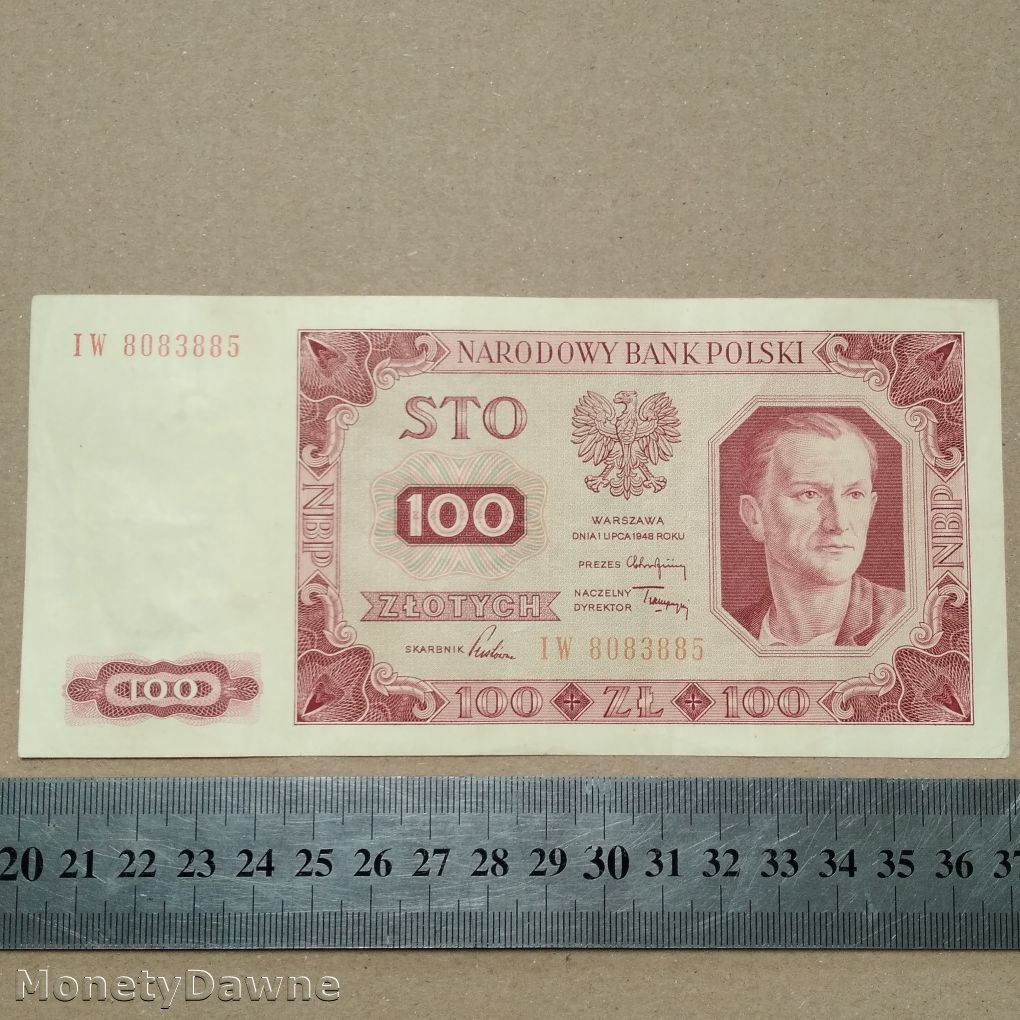 IW 8083885
NARODOWY BANK POLSKI
STO
100
WARSZAWA
DNIA 1 LIPCA 1948 ROKU
PREZES
NACZELNY
DYREKTOR
ZŁOTYCH
SKARBNIK
IW 8083885
NBP
NBP
100
100 ZŁ 100
20 21 22 23 24 25 26 27 28 29 30 31 32 33 34 35 36 37
MonetyDawne